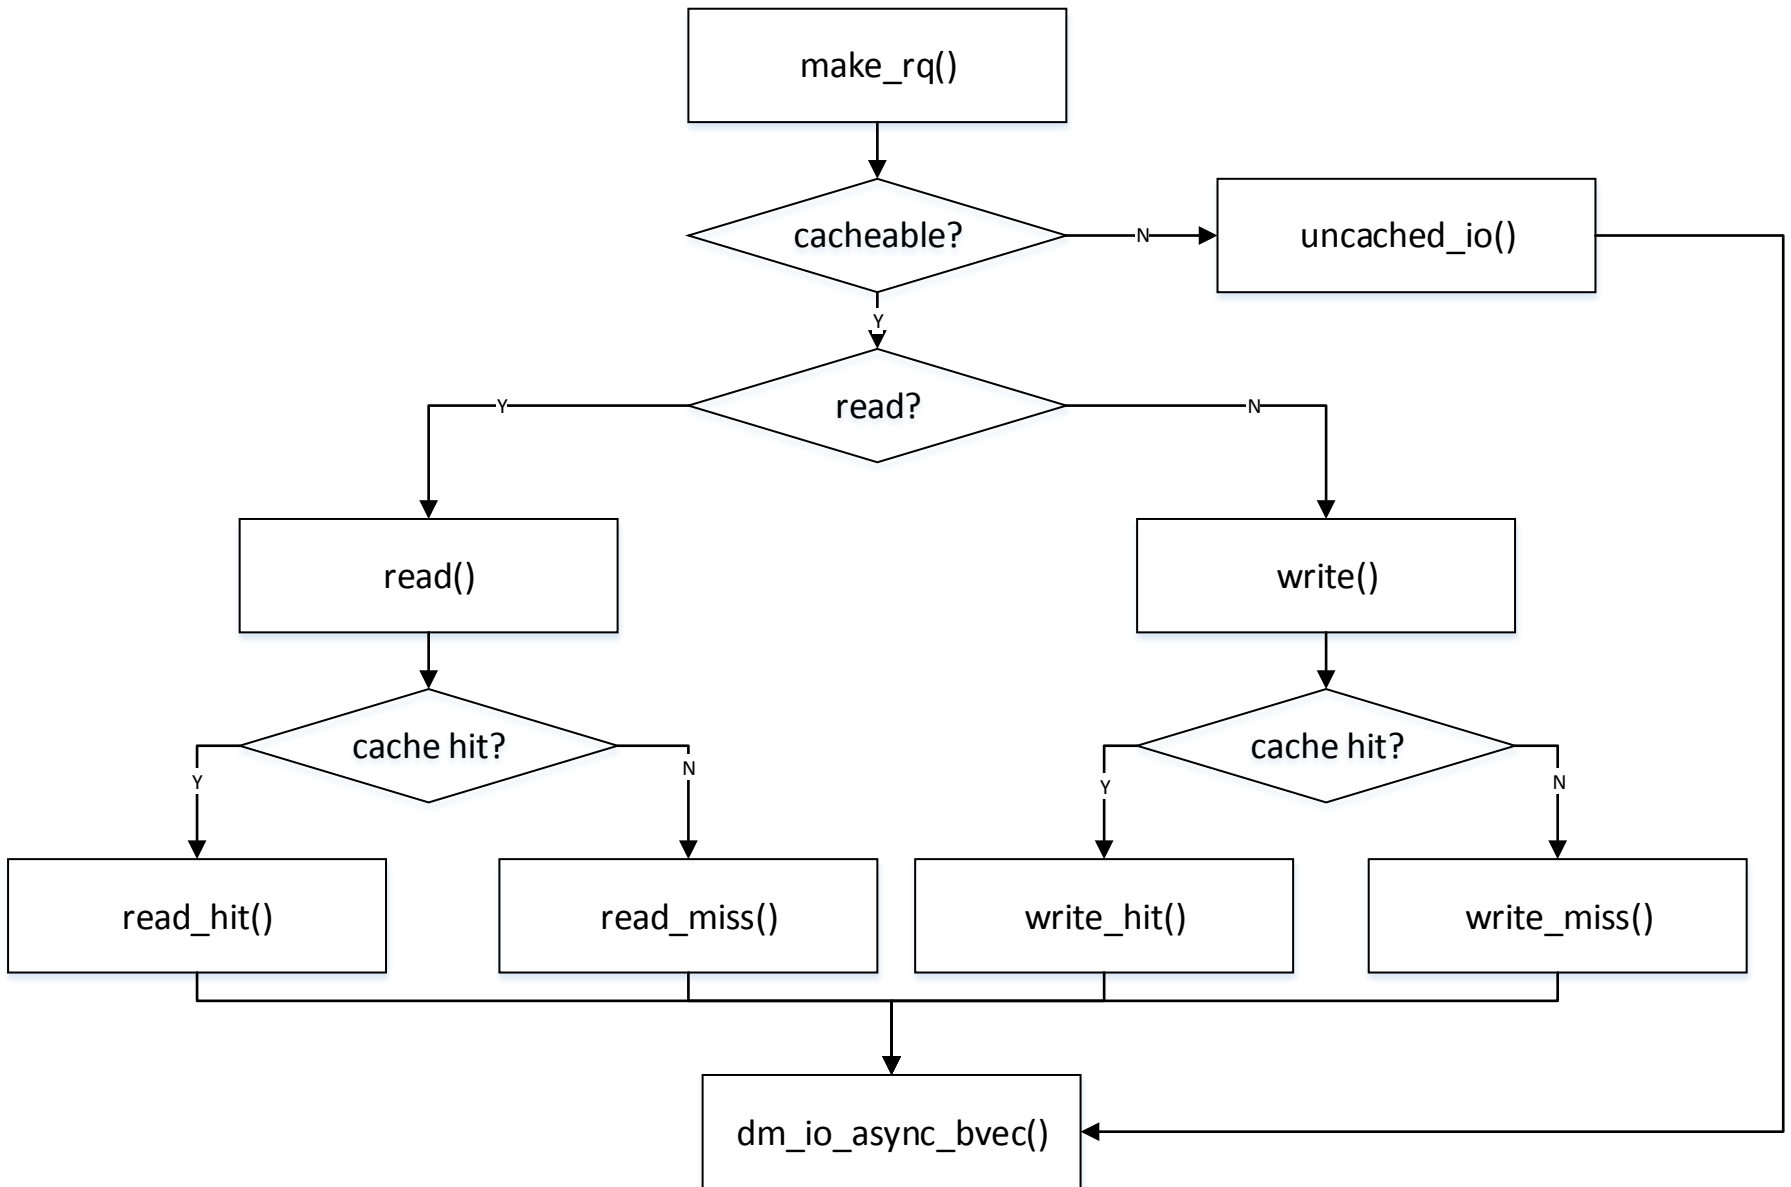 make_rq()
cacheable?
N
uncached_io()
Y
read?
Y
N
read()
write()
cache hit?
cache hit?
Y
N
Y
N
read_hit()
read_miss()
write_hit()
write_miss()
dm_io_async_bvec()